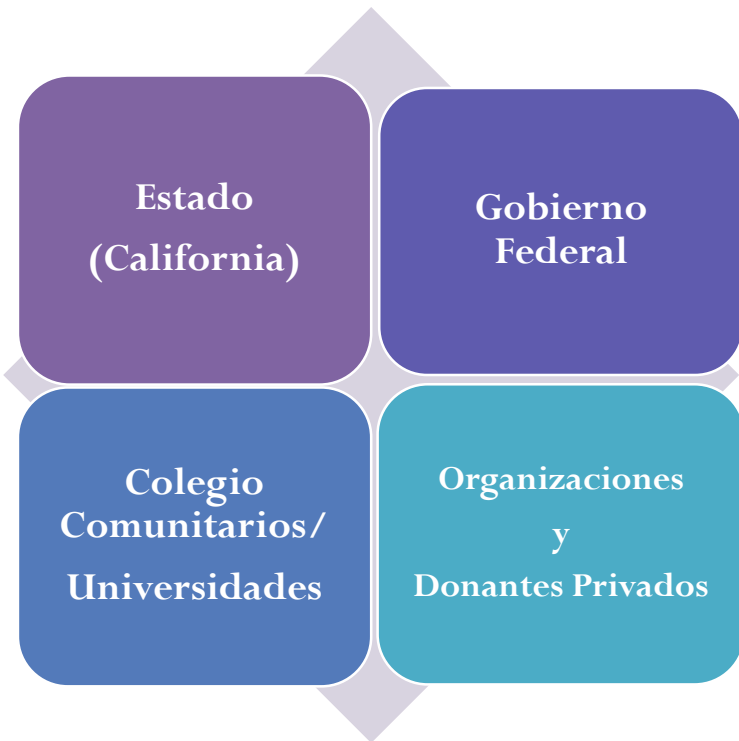 Estado
(California)
Gobierno
Federal
Colegio
Comunitarios/
Universidades
Organizaciones
y
Donantes Privados